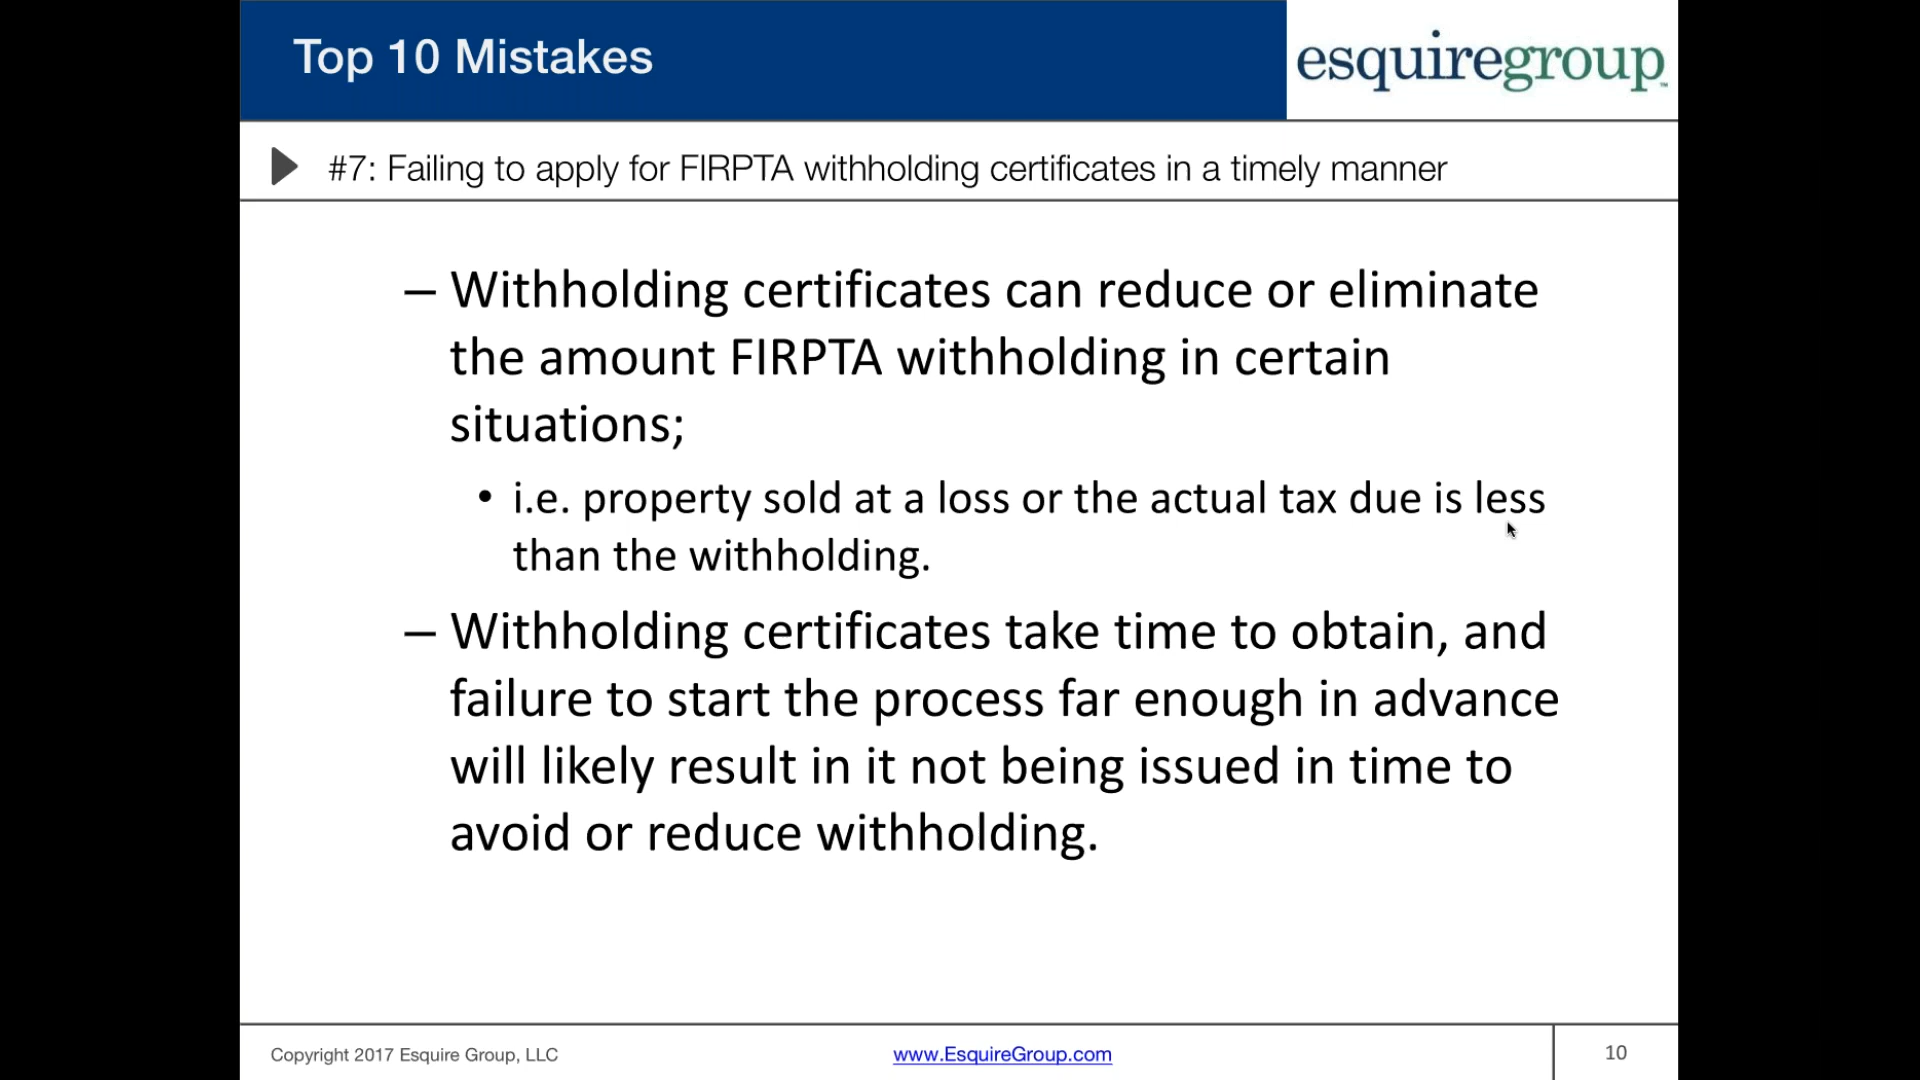 Top 10 Mistakes
esquiregroup™
#7: Failing to apply for FIRPTA withholding certificates in a timely manner
– Withholding certificates can reduce or eliminate
the amount FIRPTA withholding in certain
situations;
• i.e. property sold at a loss or the actual tax due is less
than the withholding.
– Withholding certificates take time to obtain, and
failure to start the process far enough in advance
will likely result in it not being issued in time to
avoid or reduce withholding.
Copyright 2017 Esquire Group, LLC
www.EsquireGroup.com
10